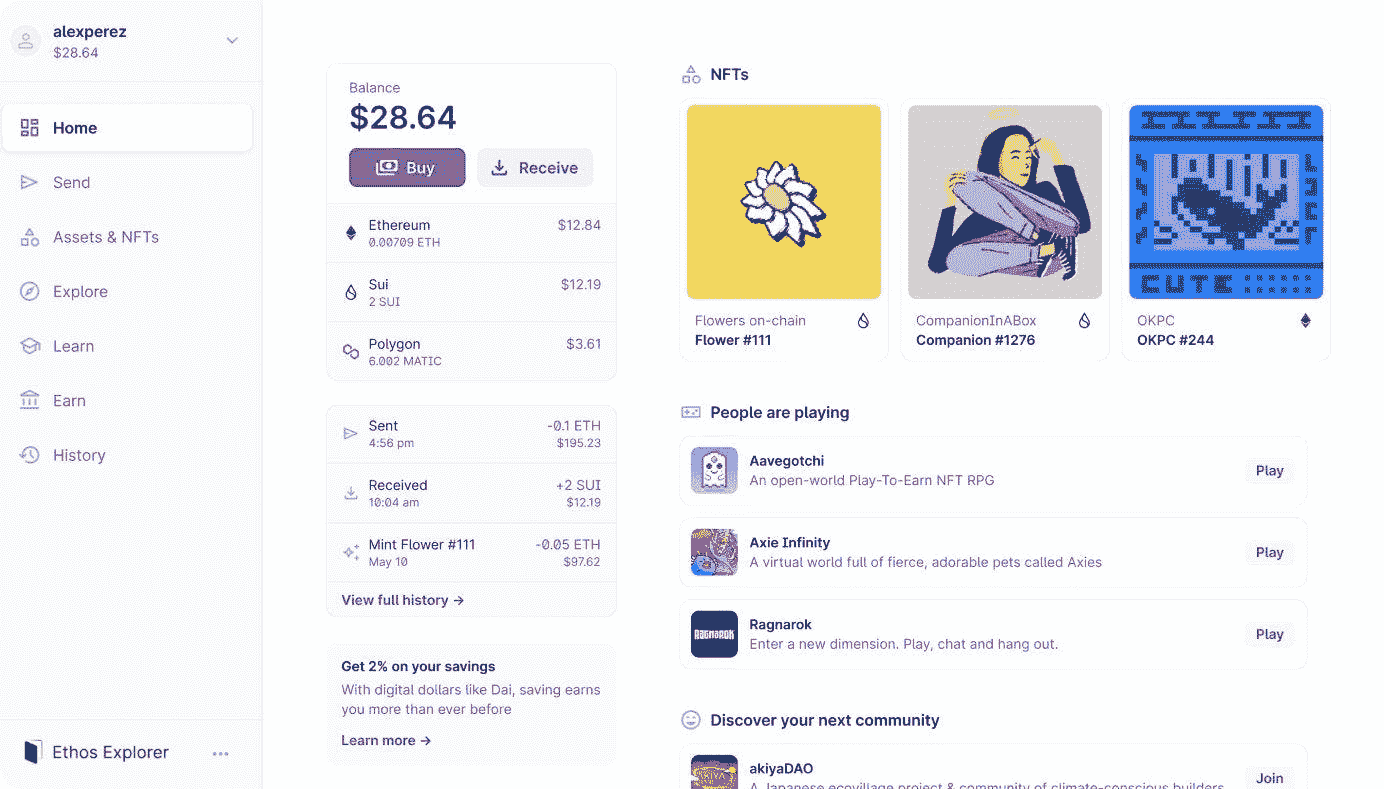 alexperez
$28.64
Home
Send
Assets & NFTs
Explore
Learn
Earn
History
Ethos Explorer
Balance
$28.64
Buy
Receive
Ethereum $12.84
0.00709 ETH
Sui $12.19
2 SUI
Polygon $3.61
6.002 MATIC
Sent -0.1 ETH
4:56 pm $195.23
Received +2 SUI
10:04 am $12.19
Mint Flower #111 -0.05 ETH
May 10 $97.62
View full history →
Get 2% on your savings
With digital dollars like Dai, saving earns
you more than ever before
Learn more →
NFTs
Flowers on-chain
Flower #111
CompanionInABox
Companion #1276
CUTE
OKPC
OKPC #244
People are playing
Aavegotchi
An open-world Play-To-Earn NFT RPG
Play
Axie Infinity
A virtual world full of fierce, adorable pets called Axies
Play
RAGNAROK
Ragnarok
Enter a new dimension. Play, chat and hang out.
Play
Discover your next community
AKIYA
akiyaDAO
A Japanese ecovillage project & community of climate-conscious builders
Join